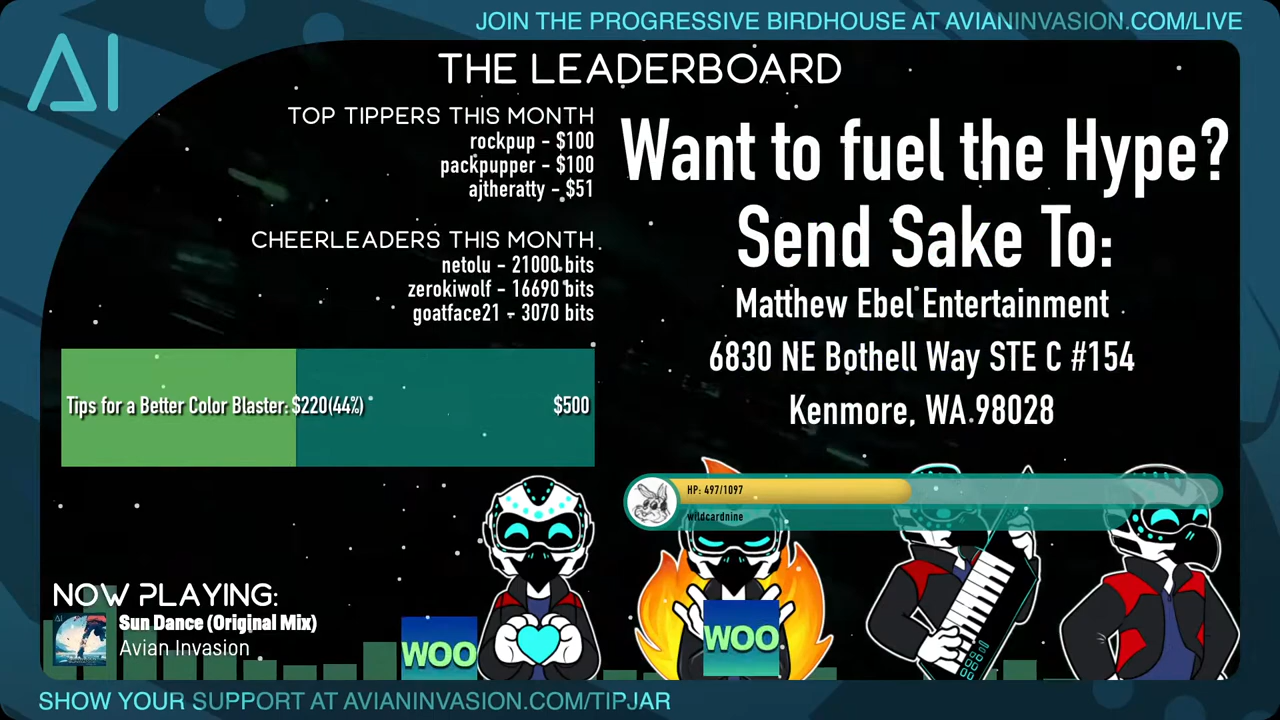 JOIN THE PROGRESSIVE BIRDHOUSE AT AVIANINVASION.COM/LIVE
AI
THE LEADERBOARD
TOP TIPPERS THIS MONTH
rockpup - $100
packpupper - $100
ajtheratty - $51
CHEERLEADERS THIS MONTH
netolu - 21000 bits
zerokiwolf - 16690 bits
goatface21 - 3070 bits
Tips for a Better Color Blaster: $220(44%)
$500
Want to fuel the Hype?
Send Sake To:
Matthew Ebel Entertainment
6830 NE Bothell Way STE C #154
Kenmore, WA 98028
HP: 497/1097
wildcardnine
NOW PLAYING:
Sun Dance (Original Mix)
Avian Invasion
WOO
WOO
SHOW YOUR SUPPORT AT AVIANINVASION.COM/TIPJAR